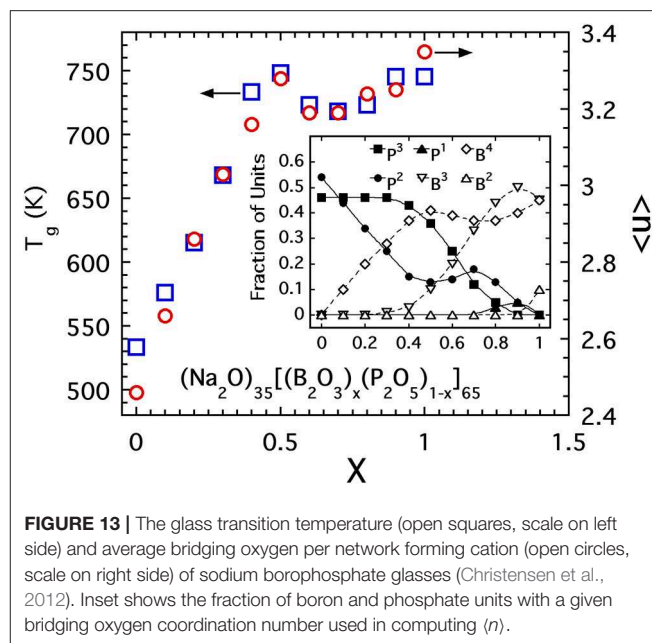 750
700
650
600
550
500
T_g (K)
3.4
3.2
3
2.8
2.6
2.4
<n>
P³ P¹ B⁴
P² B³ B²
0.6
0.5
0.4
0.3
0.2
0.1
0
Fraction of Units
0 0.2 0.4 0.6 0.8 1
(Na₂O)₃₅[(B₂O₃)ₓ(P₂O₅)₁₋ₓ]₆₅
0 0.5 1 1.5
X
FIGURE 13 | The glass transition temperature (open squares, scale on left
side) and average bridging oxygen per network forming cation (open circles,
scale on right side) of sodium borophosphate glasses (Christensen et al.,
2012). Inset shows the fraction of boron and phosphate units with a given
bridging oxygen coordination number used in computing ⟨n⟩.